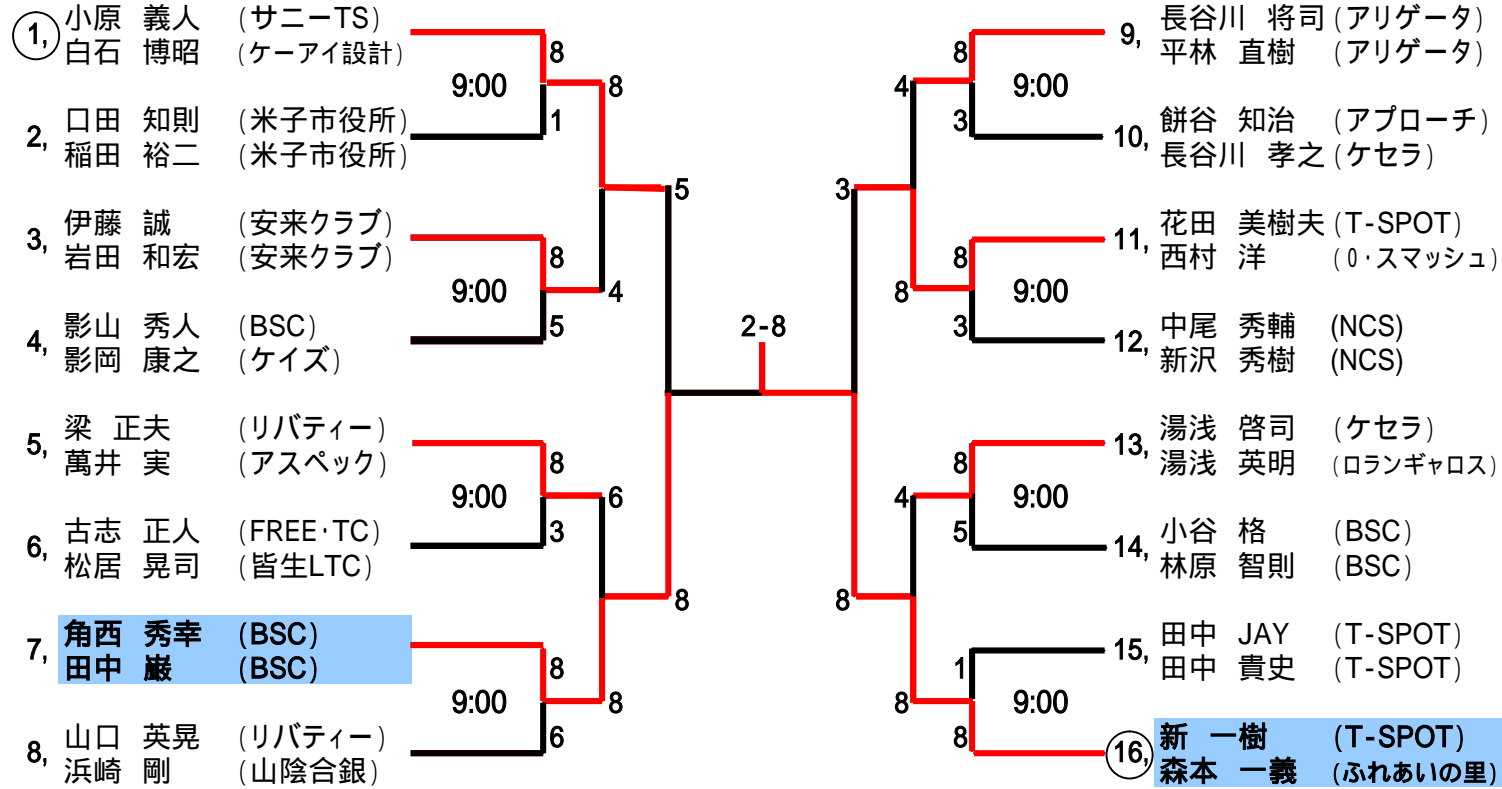 1, 小原 義人 (サニーTS)
白石 博昭 (ケーアイ設計)
2, 口田 知則 (米子市役所)
稲田 裕二 (米子市役所)
3, 伊藤 誠 (安来クラブ)
岩田 和宏 (安来クラブ)
4, 影山 秀人 (BSC)
影岡 康之 (ケイズ)
5, 梁 正夫 (リバティー)
萬井 実 (アスペック)
6, 古志 正人 (FREE･TC)
松居 晃司 (皆生LTC)
7, 角西 秀幸 (BSC)
田中 巌 (BSC)
8, 山口 英晃 (リバティー)
浜崎 剛 (山陰合銀)
8
9:00
1
8
9:00
5
8
9:00
3
8
9:00
6
8
4
6
8
5
8
2-8
3
8
4
8
4
8
8
9:00
3
8
9:00
3
8
9:00
5
1
9:00
8
9, 長谷川 将司 (アリゲータ)
平林 直樹 (アリゲータ)
10, 餅谷 知治 (アプローチ)
長谷川 孝之 (ケセラ)
11, 花田 美樹夫 (T-SPOT)
西村 洋 (0･スマッシュ)
12, 中尾 秀輔 (NCS)
新沢 秀樹 (NCS)
13, 湯浅 啓司 (ケセラ)
湯浅 英明 (ロランギャロス)
14, 小谷 格 (BSC)
林原 智則 (BSC)
15, 田中 JAY (T-SPOT)
田中 貴史 (T-SPOT)
16, 新 一樹 (T-SPOT)
森本 一義 (ふれあいの里)